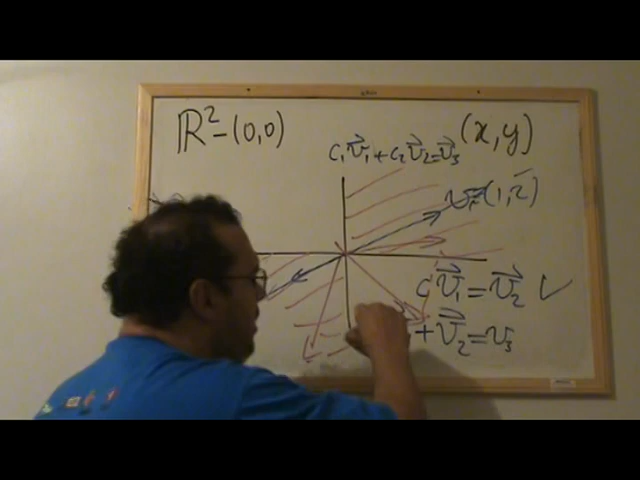 ℝ²-(0,0)
(x,y)
c₁v⃗₁+c₂v⃗₂=v⃗₃
=(1,2)
cv⃗₁=v⃗₂ ✓
+v⃗₂=v₃